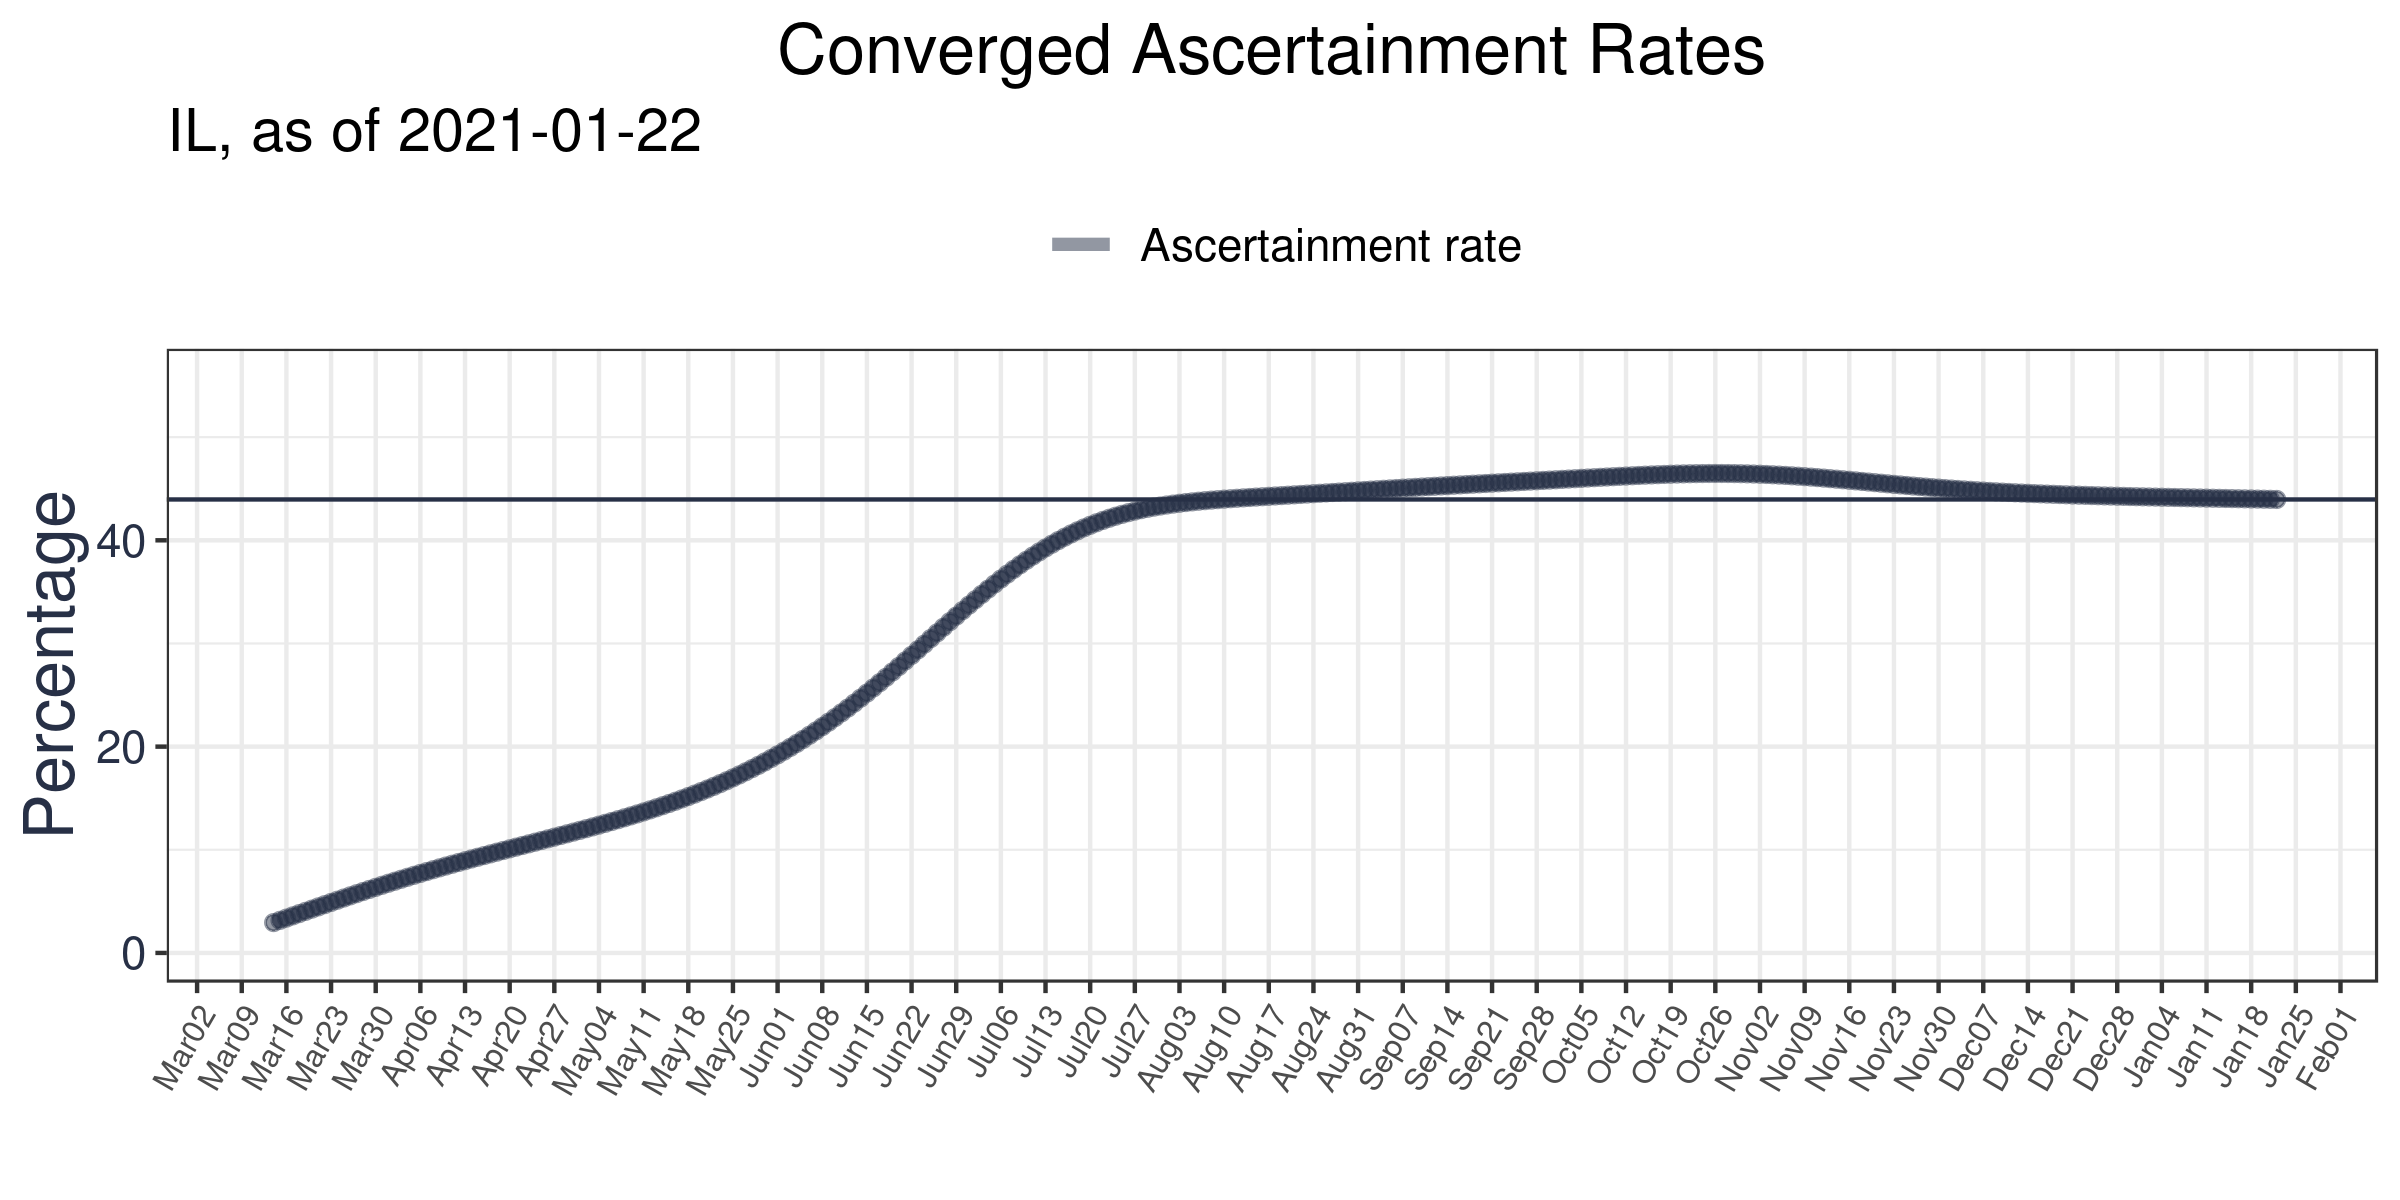 Converged Ascertainment Rates
IL, as of 2021-01-22
Ascertainment rate
Percentage
40
20
0
Mar02
Mar09
Mar16
Mar23
Mar30
Apr06
Apr13
Apr20
Apr27
May04
May11
May18
May25
Jun01
Jun08
Jun15
Jun22
Jun29
Jul06
Jul13
Jul20
Jul27
Aug03
Aug10
Aug17
Aug24
Aug31
Sep07
Sep14
Sep21
Sep28
Oct05
Oct12
Oct19
Oct26
Nov02
Nov09
Nov16
Nov23
Nov30
Dec07
Dec14
Dec21
Dec28
Jan04
Jan11
Jan18
Jan25
Feb01